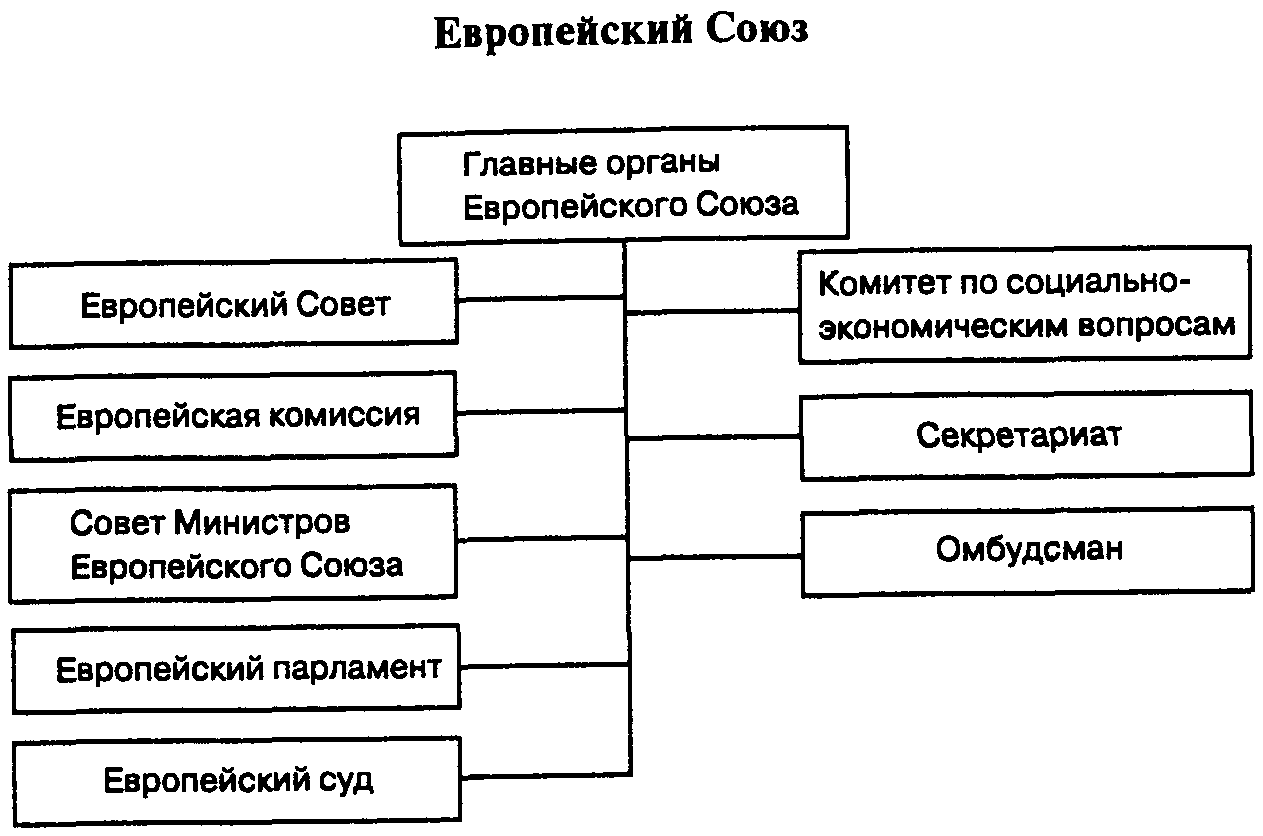 Европейский Союз
Главные органы
Европейского Союза
Европейский Совет
Европейская комиссия
Совет Министров
Европейского Союза
Европейский парламент
Европейский суд
Комитет по социально-
экономическим вопросам
Секретариат
Омбудсман